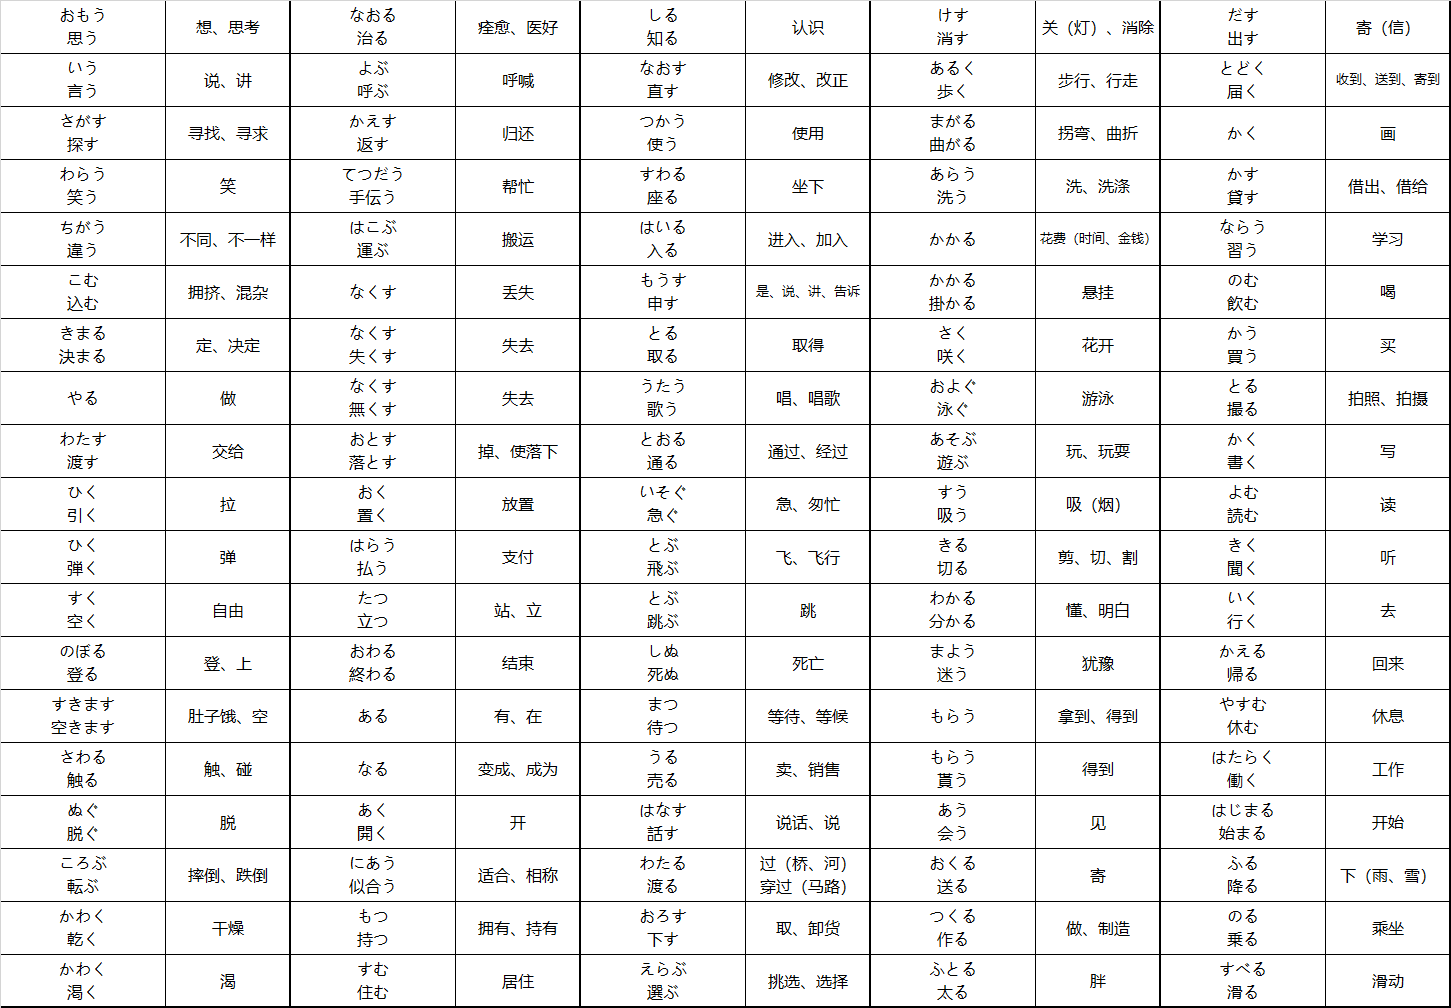 おもう
思う
想、思考
なおる
治る
痊愈、医好
しる
知る
认识
けす
消す
关（灯）、消除
だす
出す
寄（信）
いう
言う
说、讲
よぶ
呼ぶ
呼喊
なおす
直す
修改、改正
あるく
歩く
步行、行走
とどく
届く
收到、送到、寄到
さがす
探す
寻找、寻求
かえす
返す
归还
つかう
使う
使用
まがる
曲がる
拐弯、曲折
かく
画
わらう
笑う
笑
てつだう
手伝う
帮忙
すわる
座る
坐下
あらう
洗う
洗、洗涤
かす
貸す
借出、借给
ちがう
違う
不同、不一样
はこぶ
運ぶ
搬运
はいる
入る
进入、加入
かかる
花费（时间、金钱）
ならう
習う
学习
こむ
込む
拥挤、混杂
なくす
丢失
もうす
申す
是、说、讲、告诉
かかる
掛かる
悬挂
のむ
飲む
喝
きまる
決まる
定、决定
なくす
失くす
失去
とる
取る
取得
さく
咲く
花开
かう
買う
买
やる
做
なくす
無くす
失去
うたう
歌う
唱、唱歌
およぐ
泳ぐ
游泳
とる
撮る
拍照、拍摄
わたす
渡す
交给
おとす
落とす
掉、使落下
とおる
通る
通过、经过
あそぶ
遊ぶ
玩、玩耍
かく
書く
写
ひく
引く
拉
おく
置く
放置
いそぐ
急ぐ
急、匆忙
すう
吸う
吸（烟）
よむ
読む
读
ひく
弾く
弹
はらう
払う
支付
とぶ
飛ぶ
飞、飞行
きる
切る
剪、切、割
きく
聞く
听
すく
空く
自由
たつ
立つ
站、立
とぶ
跳ぶ
跳
わかる
分かる
懂、明白
いく
行く
去
のぼる
登る
登、上
おわる
終わる
结束
しぬ
死ぬ
死亡
まよう
迷う
犹豫
かえる
帰る
回来
すきます
空きます
肚子饿、空
ある
有、在
まつ
待つ
等待、等候
もらう
拿到、得到
やすむ
休む
休息
さわる
触る
触、碰
なる
变成、成为
うる
売る
卖、销售
もらう
貰う
得到
はたらく
働く
工作
ぬぐ
脱ぐ
脱
あく
開く
开
はなす
話す
说话、说
あう
会う
见
はじまる
始まる
开始
ころぶ
転ぶ
摔倒、跌倒
にあう
似合う
适合、相称
わたる
渡る
过（桥、河）
穿过（马路）
おくる
送る
寄
ふる
降る
下（雨、雪）
かわく
乾く
干燥
もつ
持つ
拥有、持有
おろす
下す
取、卸货
つくる
作る
做、制造
のる
乗る
乘坐
かわく
渇く
渴
すむ
住む
居住
えらぶ
選ぶ
挑选、选择
ふとる
太る
胖
すべる
滑る
滑动